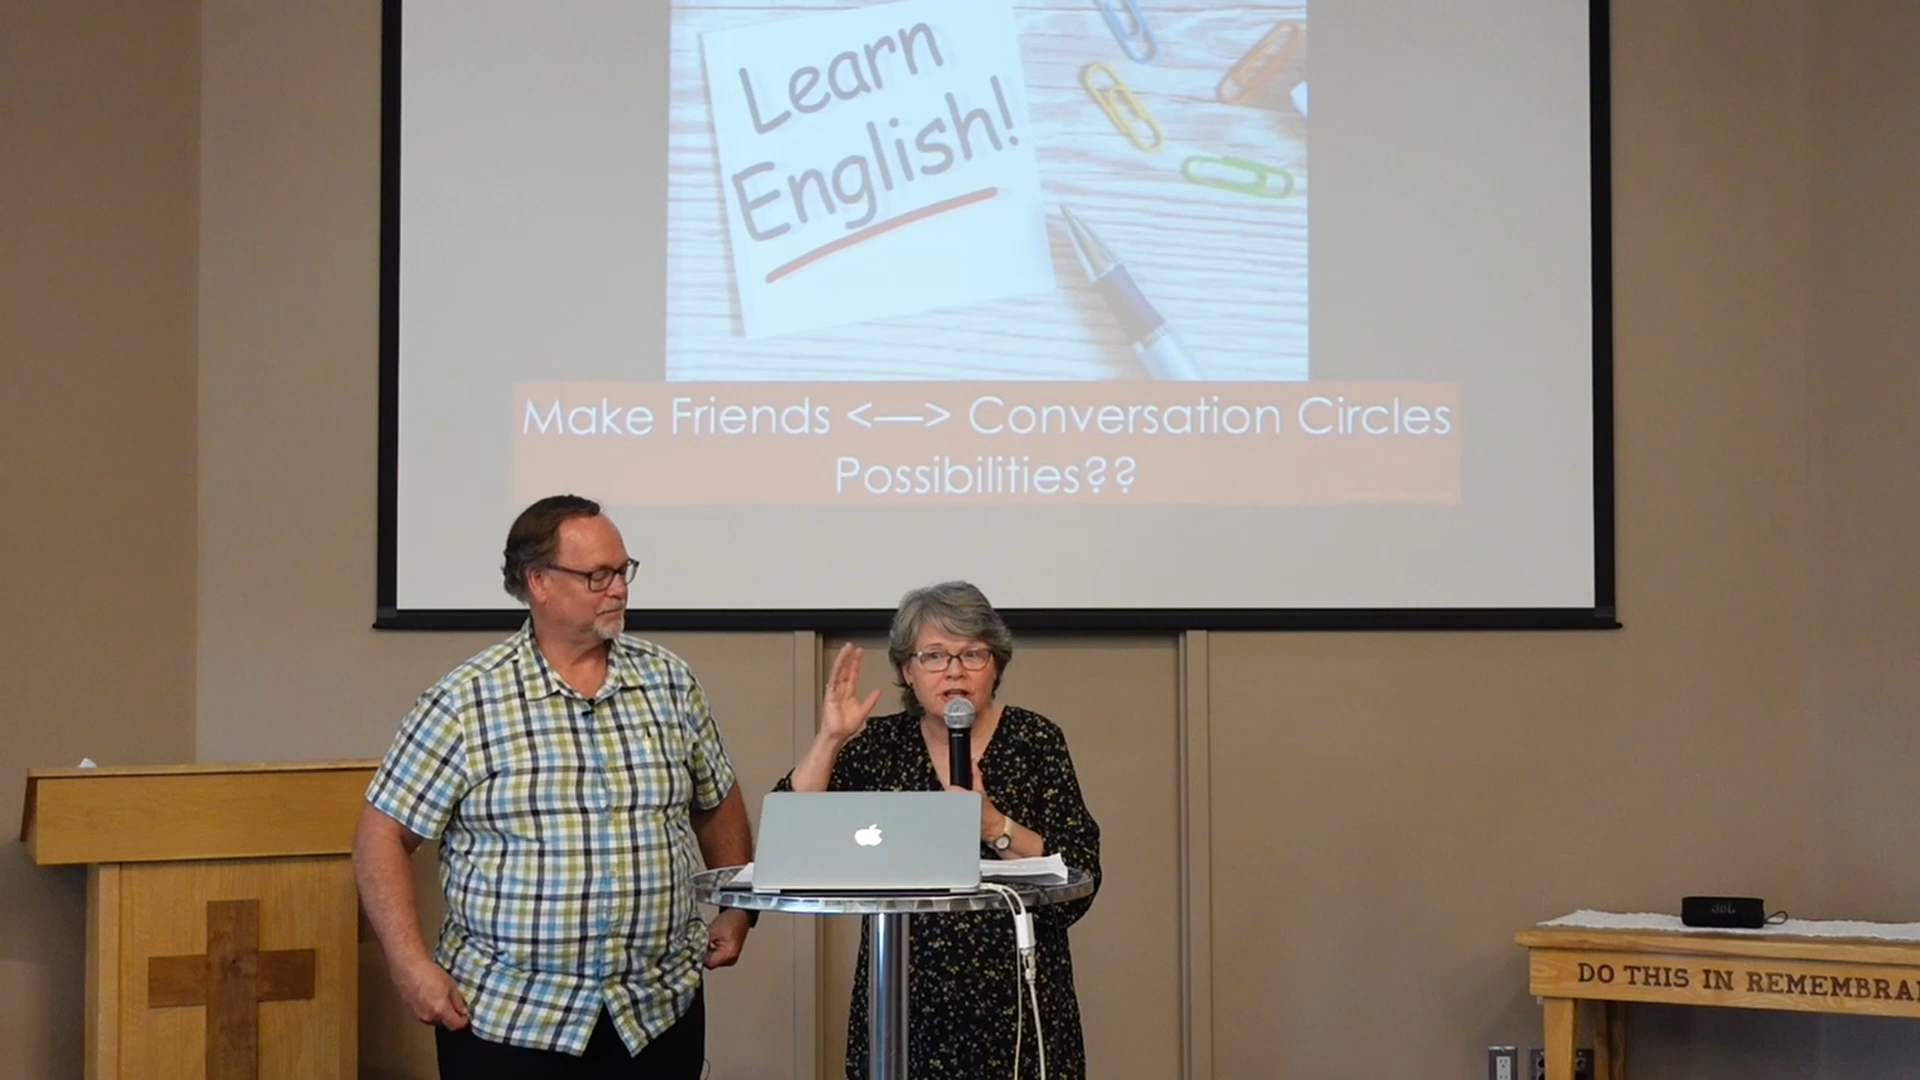 Learn
English!
Make Friends <—> Conversation Circles
Possibilities??
JBL
DO THIS IN REMEMBRA